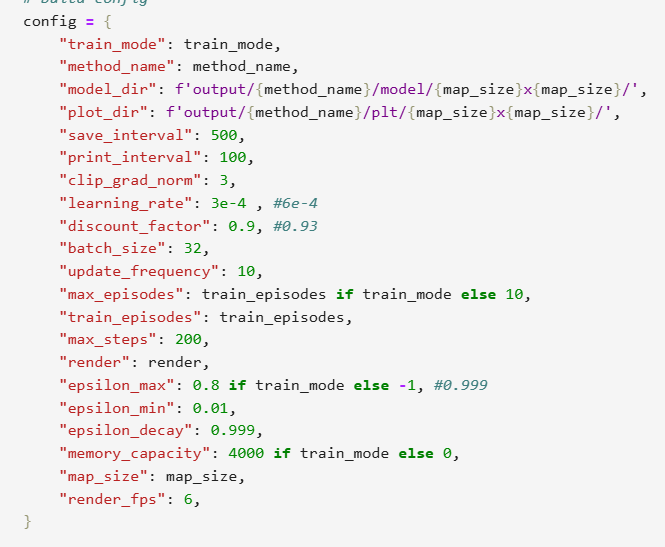 # Build config
config = {
    "train_mode": train_mode,
    "method_name": method_name,
    "model_dir": f'output/{method_name}/model/{map_size}x{map_size}/',
    "plot_dir": f'output/{method_name}/plt/{map_size}x{map_size}/',
    "save_interval": 500,
    "print_interval": 100,
    "clip_grad_norm": 3,
    "learning_rate": 3e-4 , #6e-4
    "discount_factor": 0.9, #0.93
    "batch_size": 32,
    "update_frequency": 10,
    "max_episodes": train_episodes if train_mode else 10,
    "train_episodes": train_episodes,
    "max_steps": 200,
    "render": render,
    "epsilon_max": 0.8 if train_mode else -1, #0.999
    "epsilon_min": 0.01,
    "epsilon_decay": 0.999,
    "memory_capacity": 4000 if train_mode else 0,
    "map_size": map_size,
    "render_fps": 6,
}